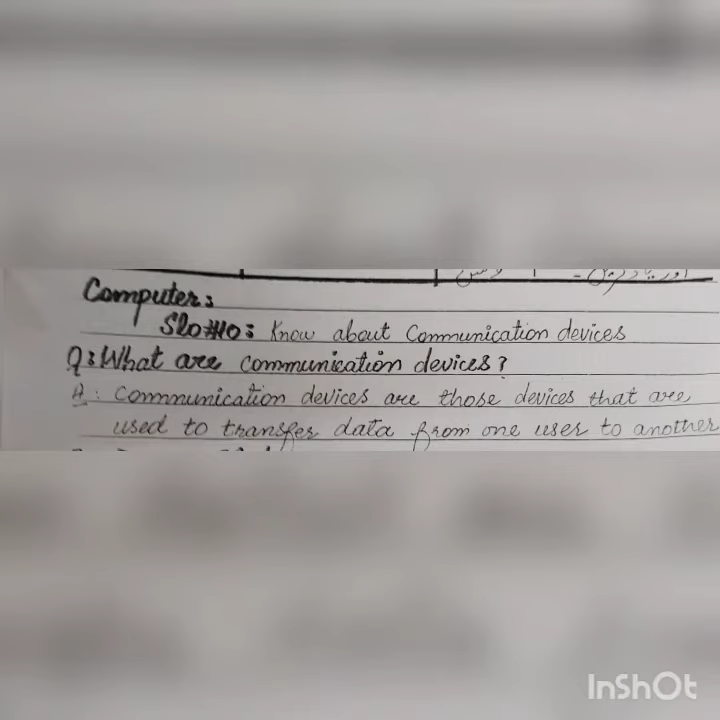 Computer:
Slo#10: Know about Communication devices
Q: What are communication devices?
A: Communication devices are those devices that are
used to transfer data from one user to another
InShOt